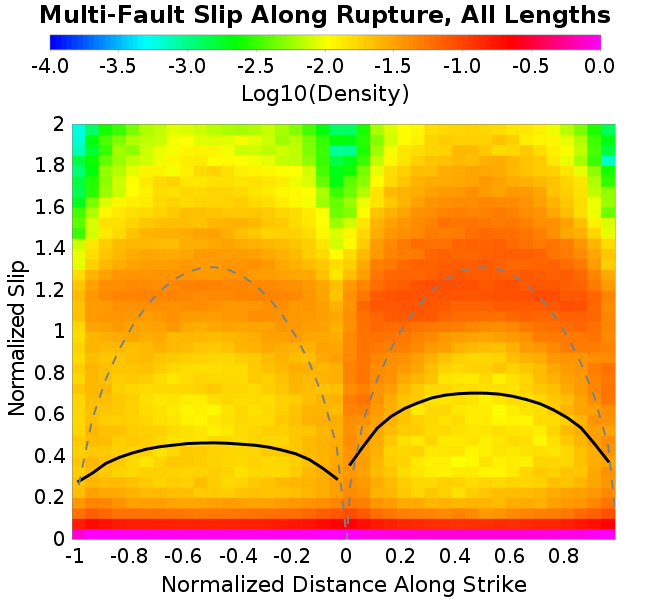 Multi-Fault Slip Along Rupture, All Lengths
-4.0 -3.5 -3.0 -2.5 -2.0 -1.5 -1.0 -0.5 0.0
Log10(Density)
2
1.8
1.6
1.4
1.2
1
0.8
0.6
0.4
0.2
0
Normalized Slip
-1 -0.8 -0.6 -0.4 -0.2 0 0.2 0.4 0.6 0.8
Normalized Distance Along Strike